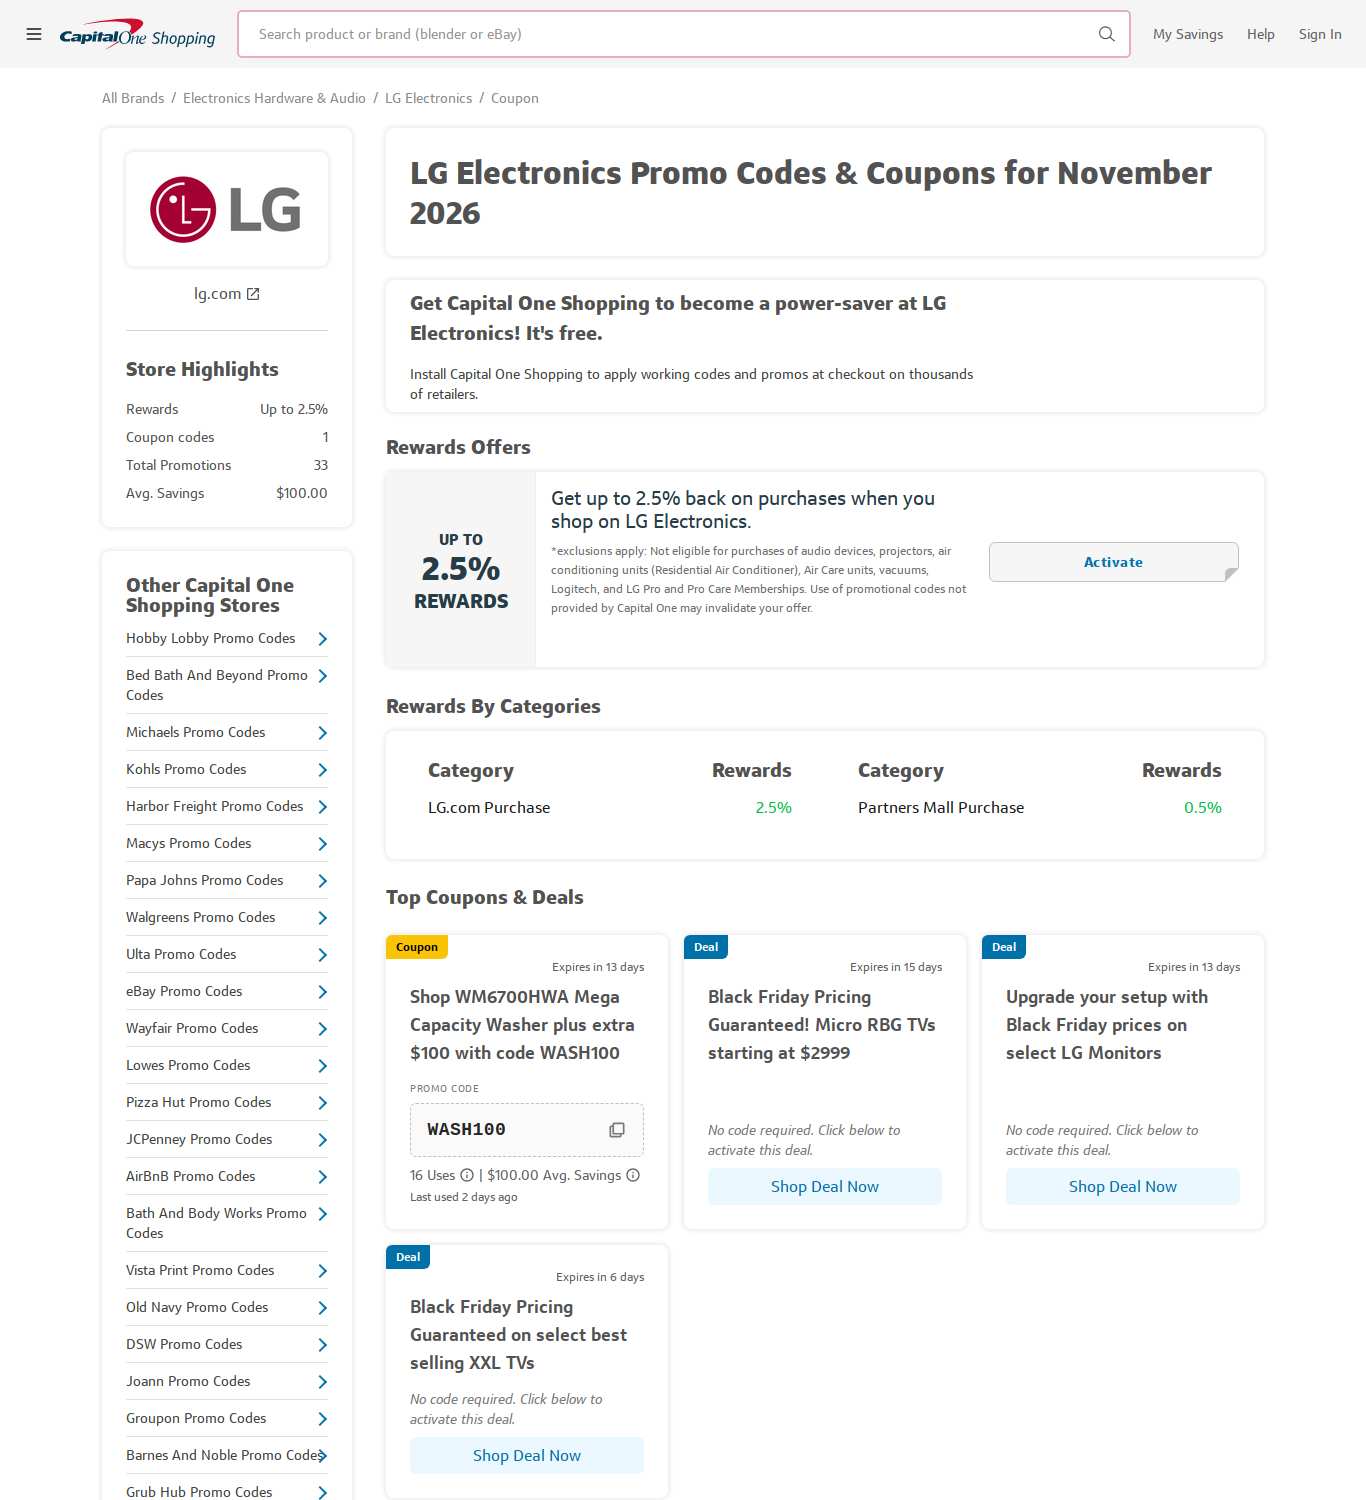 CapitalOne Shopping
Search product or brand (blender or eBay)
My Savings
Help
Sign In
All Brands / Electronics Hardware & Audio / LG Electronics / Coupon
LG
lg.com
Store Highlights
Rewards Up to 2.5%
Coupon codes 1
Total Promotions 33
Avg. Savings $100.00
Other Capital One
Shopping Stores
Hobby Lobby Promo Codes
Bed Bath And Beyond Promo
Codes
Michaels Promo Codes
Kohls Promo Codes
Harbor Freight Promo Codes
Macys Promo Codes
Papa Johns Promo Codes
Walgreens Promo Codes
Ulta Promo Codes
eBay Promo Codes
Wayfair Promo Codes
Lowes Promo Codes
Pizza Hut Promo Codes
JCPenney Promo Codes
AirBnB Promo Codes
Bath And Body Works Promo
Codes
Vista Print Promo Codes
Old Navy Promo Codes
DSW Promo Codes
Joann Promo Codes
Groupon Promo Codes
Barnes And Noble Promo Codes
Grub Hub Promo Codes
LG Electronics Promo Codes & Coupons for November
2026
Get Capital One Shopping to become a power-saver at LG
Electronics! It's free.
Install Capital One Shopping to apply working codes and promos at checkout on thousands
of retailers.
Rewards Offers
UP TO
2.5%
REWARDS
Get up to 2.5% back on purchases when you
shop on LG Electronics.
*exclusions apply: Not eligible for purchases of audio devices, projectors, air
conditioning units (Residential Air Conditioner), Air Care units, vacuums,
Logitech, and LG Pro and Pro Care Memberships. Use of promotional codes not
provided by Capital One may invalidate your offer.
Activate
Rewards By Categories
Category Rewards
LG.com Purchase 2.5%
Category Rewards
Partners Mall Purchase 0.5%
Top Coupons & Deals
Coupon
Expires in 13 days
Shop WM6700HWA Mega
Capacity Washer plus extra
$100 with code WASH100
PROMO CODE
WASH100
16 Uses | $100.00 Avg. Savings
Last used 2 days ago
Deal
Expires in 15 days
Black Friday Pricing
Guaranteed! Micro RBG TVs
starting at $2999
No code required. Click below to
activate this deal.
Shop Deal Now
Deal
Expires in 13 days
Upgrade your setup with
Black Friday prices on
select LG Monitors
No code required. Click below to
activate this deal.
Shop Deal Now
Deal
Expires in 6 days
Black Friday Pricing
Guaranteed on select best
selling XXL TVs
No code required. Click below to
activate this deal.
Shop Deal Now